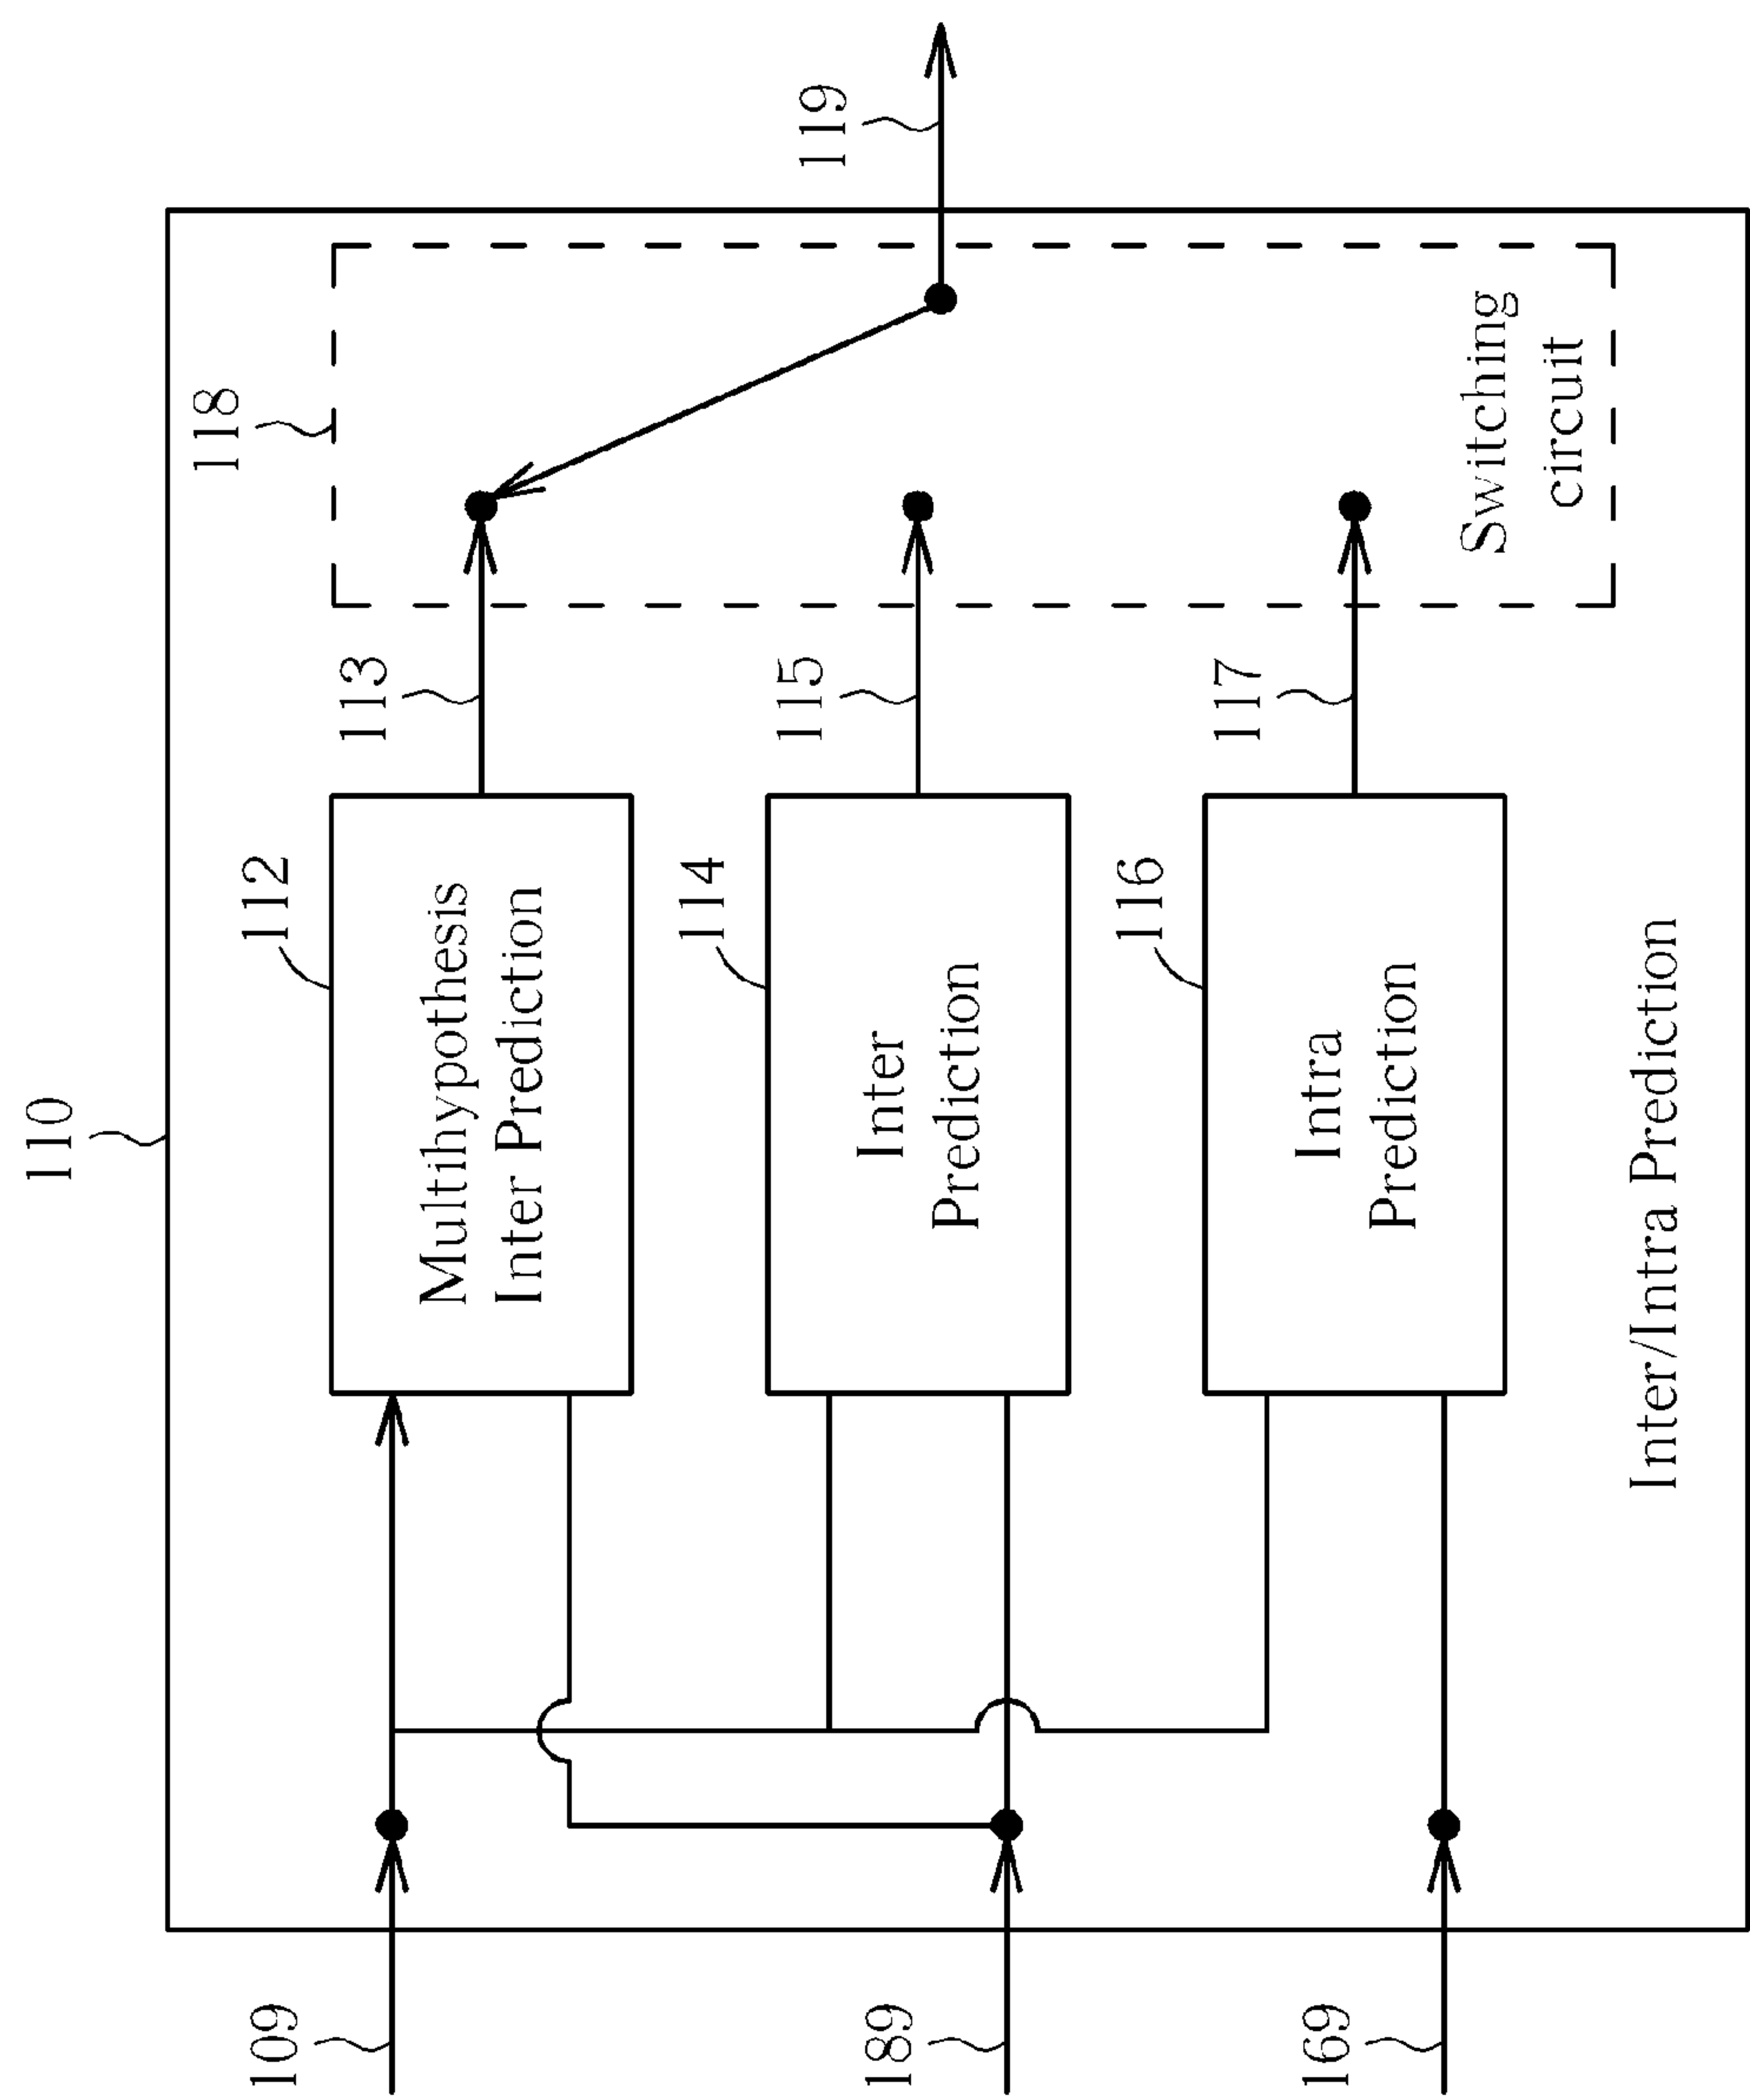 110
118
119
112
Multihypothesis
Inter Prediction
113
114
Inter
Prediction
115
116
Intra
Prediction
117
Switching
circuit
109
189
169
Inter/Intra Prediction